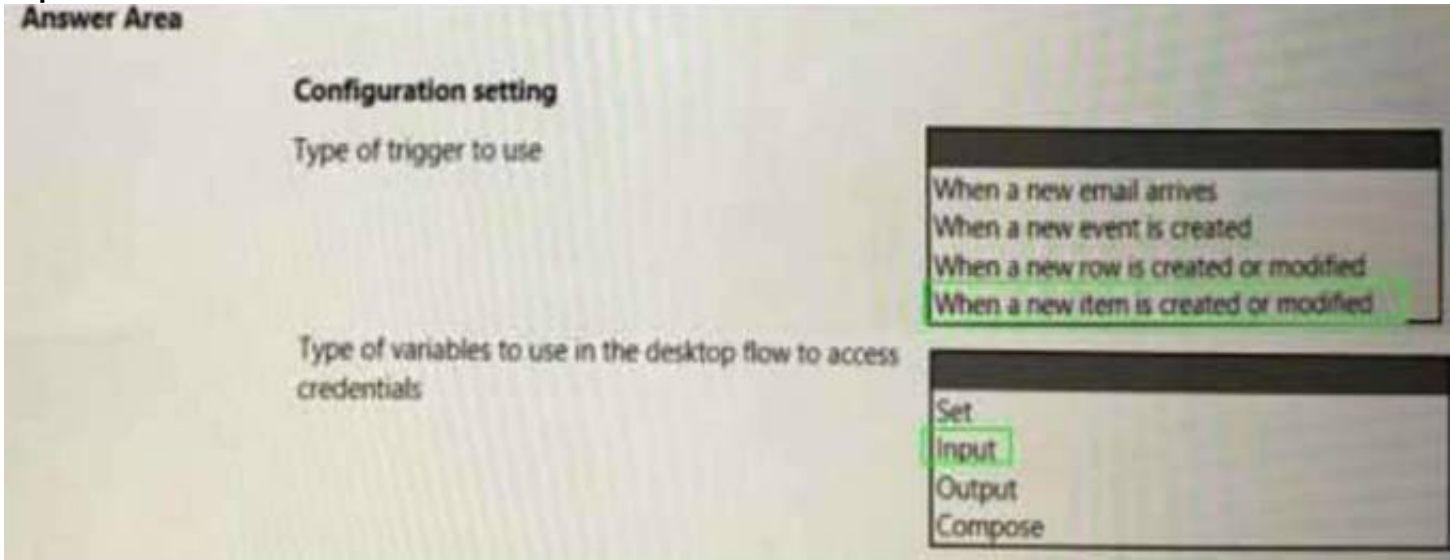 Answer Area
Configuration setting
Type of trigger to use
When a new email arrives
When a new event is created
When a new row is created or modified
When a new item is created or modified
Type of variables to use in the desktop flow to access
credentials
Set
Input
Output
Compose